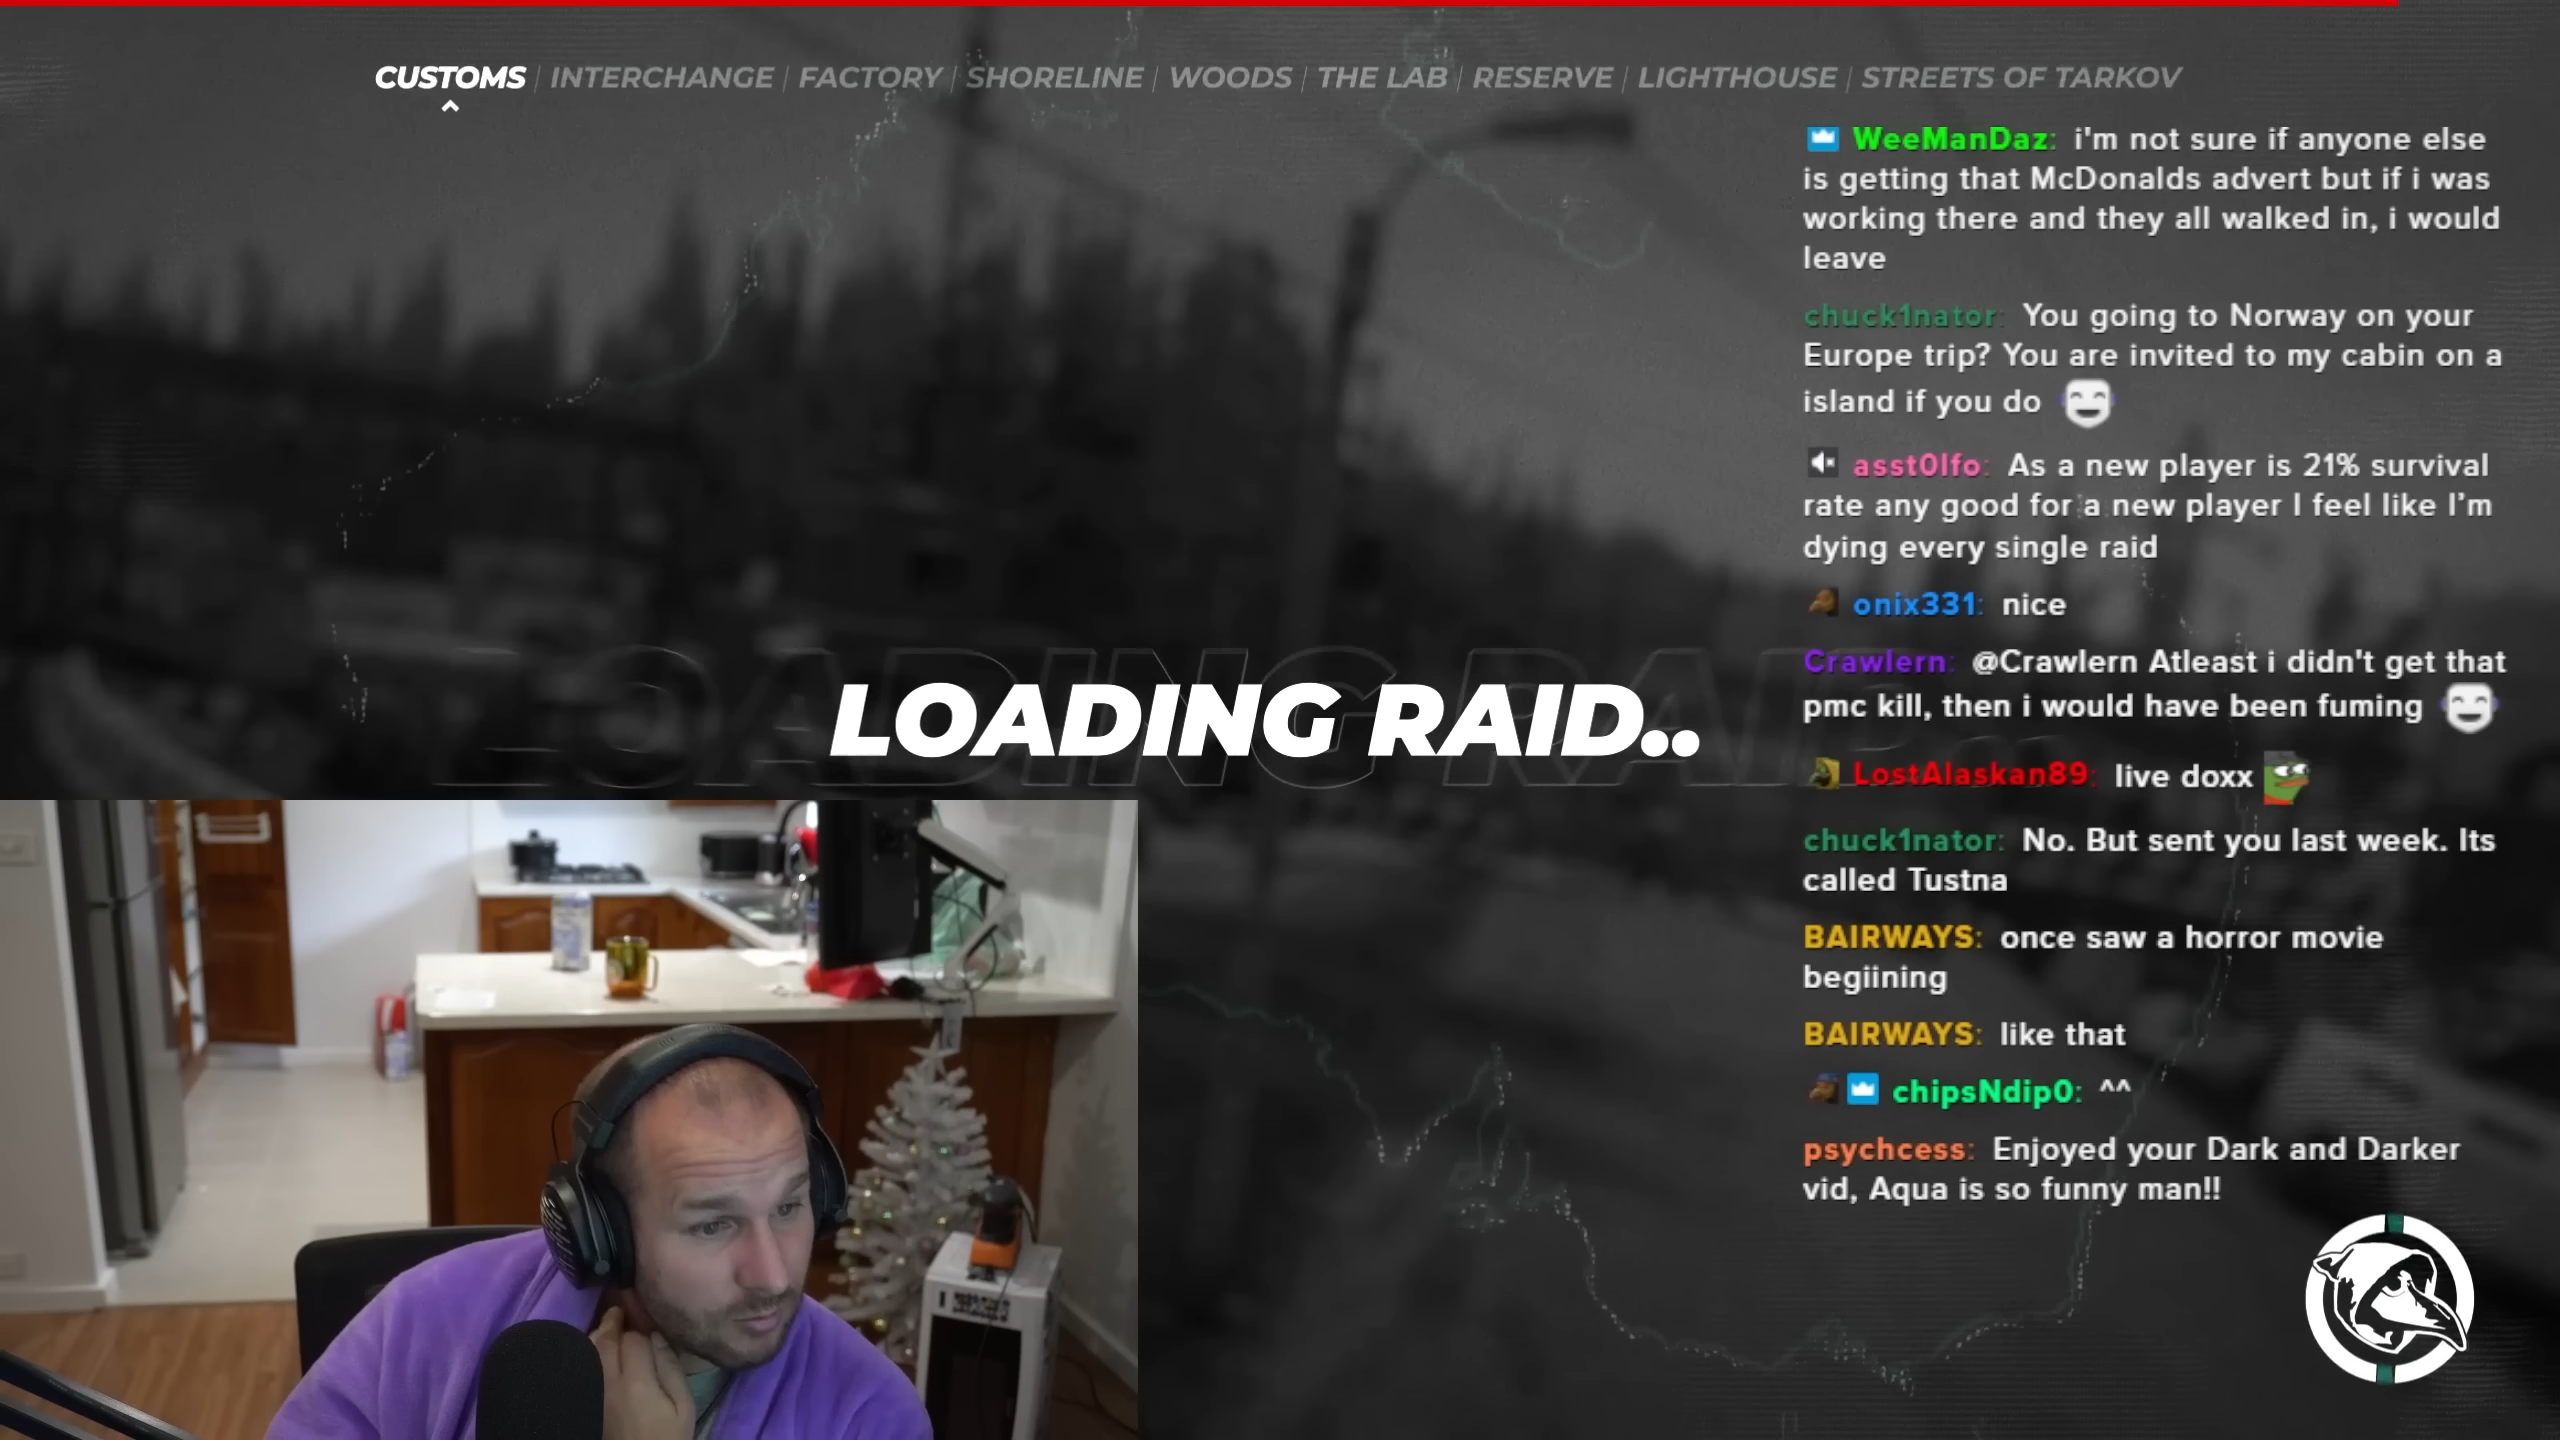 CUSTOMS | INTERCHANGE | FACTORY | SHORELINE | WOODS | THE LAB | RESERVE | LIGHTHOUSE | STREETS OF TARKOV
WeeManDaz: i'm not sure if anyone else
is getting that McDonalds advert but if i was
working there and they all walked in, i would
leave
chuck1nator: You going to Norway on your
Europe trip? You are invited to my cabin on a
island if you do
asst0lfo: As a new player is 21% survival
rate any good for a new player I feel like I'm
dying every single raid
onix331: nice
Crawlern: @Crawlern Atleast i didn't get that
pmc kill, then i would have been fuming
LOADING RAID..
LostAlaskan89: live doxx
chuck1nator: No. But sent you last week. Its
called Tustna
BAIRWAYS: once saw a horror movie
begiining
BAIRWAYS: like that
chipsNdip0: ^^
psychcess: Enjoyed your Dark and Darker
vid, Aqua is so funny man!!